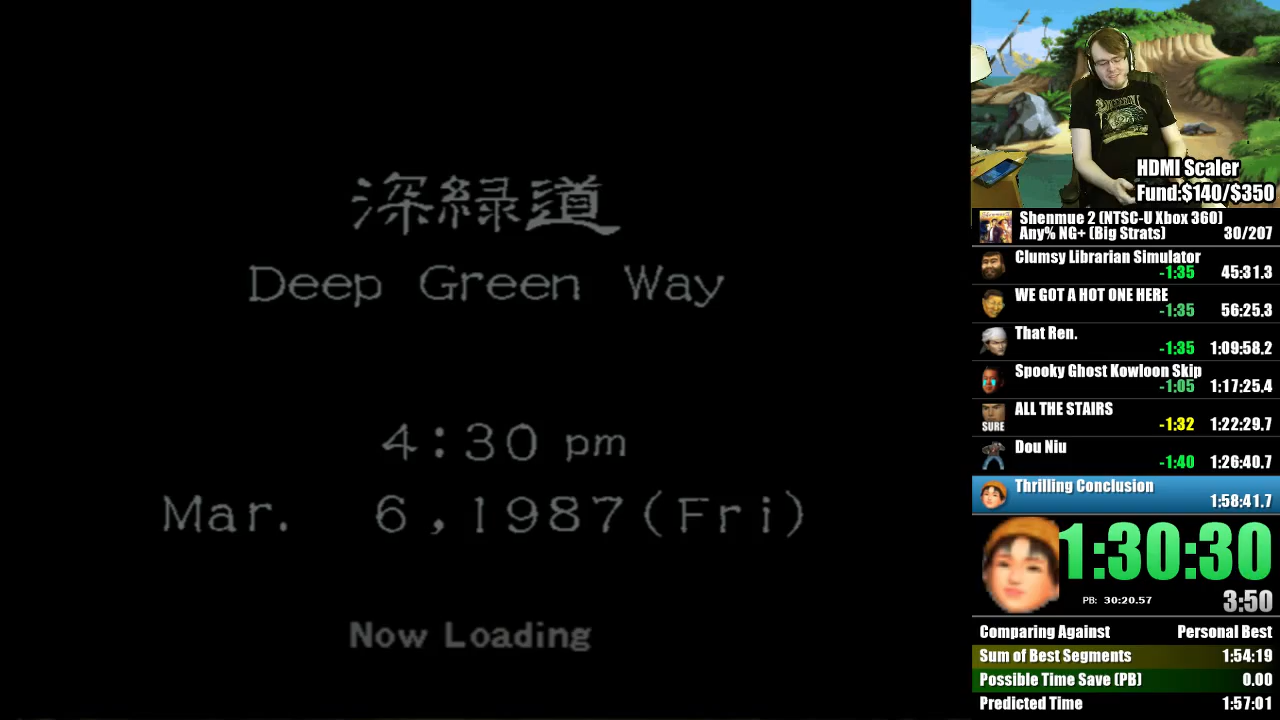 深緑道
Deep Green Way
4:30 pm
Mar. 6,1987(Fri)
Now Loading
HDMI Scaler
Fund:$140/$350
Shenmue 2 (NTSC-U Xbox 360)
Any% NG+ (Big Strats) 30/207
Clumsy Librarian Simulator
-1:35 45:31.3
WE GOT A HOT ONE HERE
-1:35 56:25.3
That Ren.
-1:35 1:09:58.2
Spooky Ghost Kowloon Skip
-1:05 1:17:25.4
ALL THE STAIRS
SURE -1:32 1:22:29.7
Dou Niu
-1:40 1:26:40.7
Thrilling Conclusion
1:58:41.7
1:30:30
PB: 30:20.57 3:50
Comparing Against Personal Best
Sum of Best Segments 1:54:19
Possible Time Save (PB) 0.00
Predicted Time 1:57:01